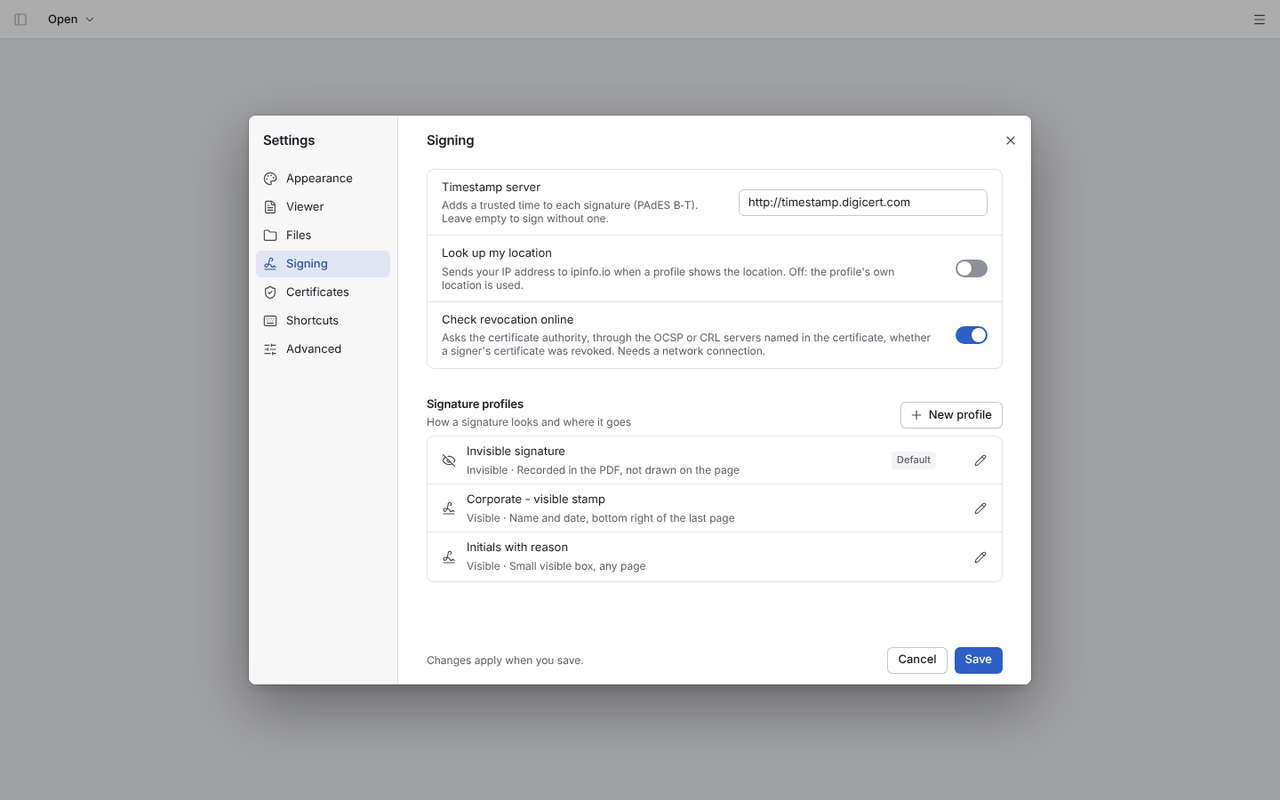 Open
Settings
Appearance
Viewer
Files
Signing
Certificates
Shortcuts
Advanced
Signing
Timestamp server
Adds a trusted time to each signature (PAdES B-T).
Leave empty to sign without one.
http://timestamp.digicert.com
Look up my location
Sends your IP address to ipinfo.io when a profile shows the location. Off: the profile's own
location is used.
Check revocation online
Asks the certificate authority, through the OCSP or CRL servers named in the certificate, whether
a signer's certificate was revoked. Needs a network connection.
Signature profiles
How a signature looks and where it goes
New profile
Invisible signature
Invisible · Recorded in the PDF, not drawn on the page
Default
Corporate - visible stamp
Visible · Name and date, bottom right of the last page
Initials with reason
Visible · Small visible box, any page
Changes apply when you save.
Cancel
Save